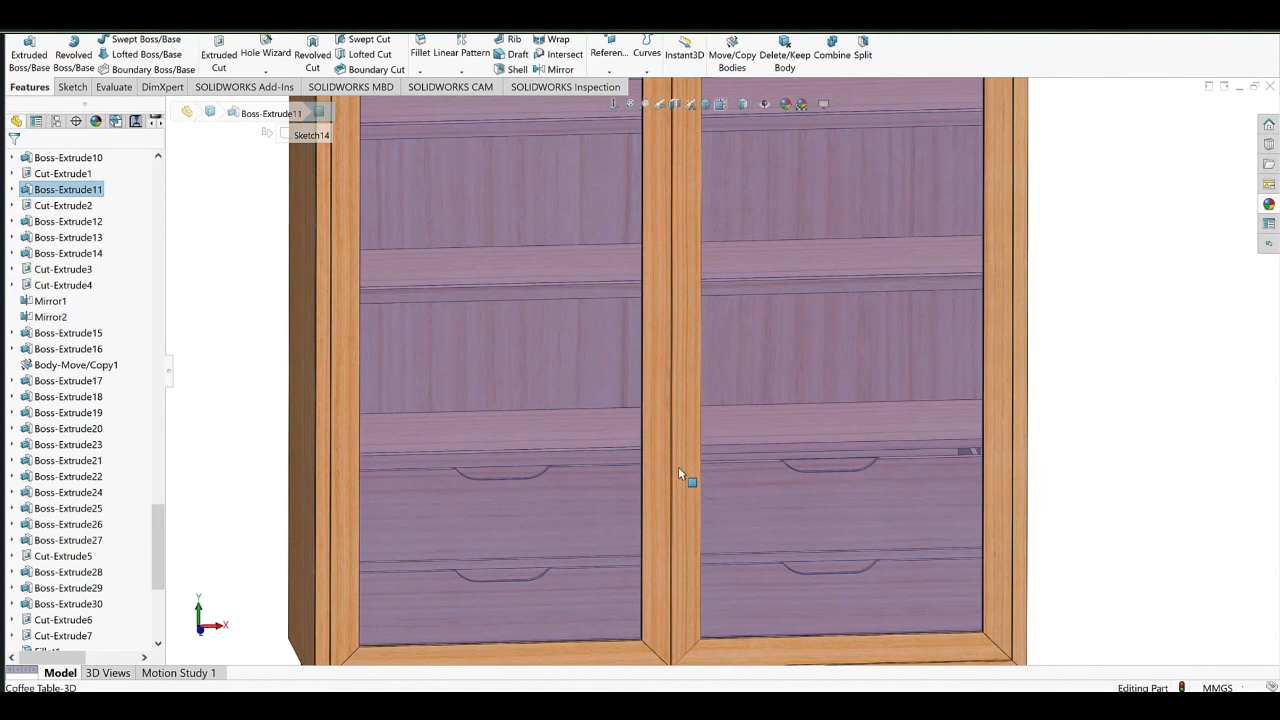 Extruded Boss/Base
Revolved Boss/Base
Swept Boss/Base
Lofted Boss/Base
Boundary Boss/Base
Extruded Cut
Hole Wizard
Revolved Cut
Swept Cut
Lofted Cut
Boundary Cut
Fillet
Linear Pattern
Rib
Draft
Shell
Wrap
Intersect
Mirror
Referen...
Curves
Instant3D
Move/Copy Bodies
Delete/Keep Body
Combine
Split
Features
Sketch
Evaluate
DimXpert
SOLIDWORKS Add-Ins
SOLIDWORKS MBD
SOLIDWORKS CAM
SOLIDWORKS Inspection
Boss-Extrude11
Sketch14
Boss-Extrude10
Cut-Extrude1
Boss-Extrude11
Cut-Extrude2
Boss-Extrude12
Boss-Extrude13
Boss-Extrude14
Cut-Extrude3
Cut-Extrude4
Mirror1
Mirror2
Boss-Extrude15
Boss-Extrude16
Body-Move/Copy1
Boss-Extrude17
Boss-Extrude18
Boss-Extrude19
Boss-Extrude20
Boss-Extrude23
Boss-Extrude21
Boss-Extrude22
Boss-Extrude24
Boss-Extrude25
Boss-Extrude26
Boss-Extrude27
Cut-Extrude5
Boss-Extrude28
Boss-Extrude29
Boss-Extrude30
Cut-Extrude6
Cut-Extrude7
Y
X
Z
Model
3D Views
Motion Study 1
Coffee Table-3D
Editing Part
MMGS